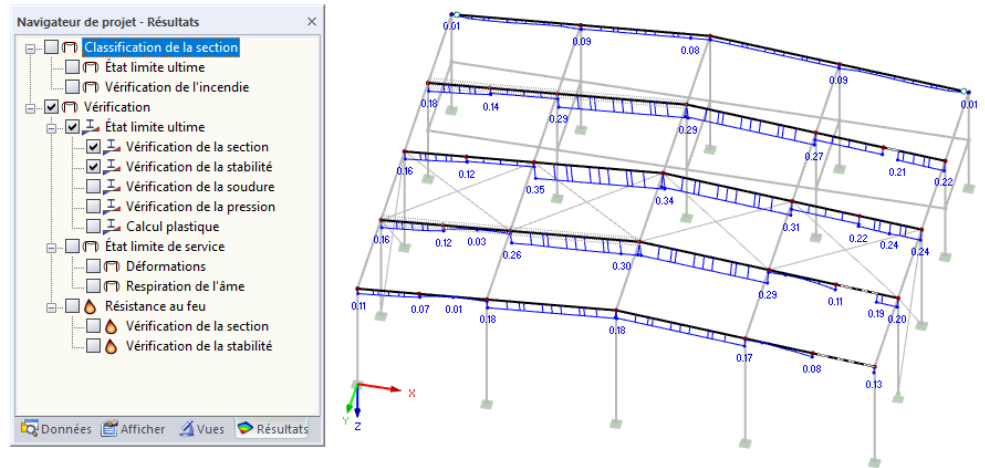 Navigateur de projet - Résultats
Classification de la section
État limite ultime
Vérification de l'incendie
Vérification
État limite ultime
Vérification de la section
Vérification de la stabilité
Vérification de la soudure
Vérification de la pression
Calcul plastique
État limite de service
Déformations
Respiration de l'âme
Résistance au feu
Vérification de la section
Vérification de la stabilité
Données Afficher Vues Résultats
0.01
0.09
0.08
0.09
0.01
0.18
0.14
0.29
0.29
0.27
0.21
0.22
0.16
0.12
0.35
0.34
0.31
0.22
0.24
0.24
0.16
0.12
0.03
0.26
0.30
0.29
0.11
0.19
0.20
0.11
0.07
0.01
0.18
0.18
0.17
0.08
0.13
X
Y
Z